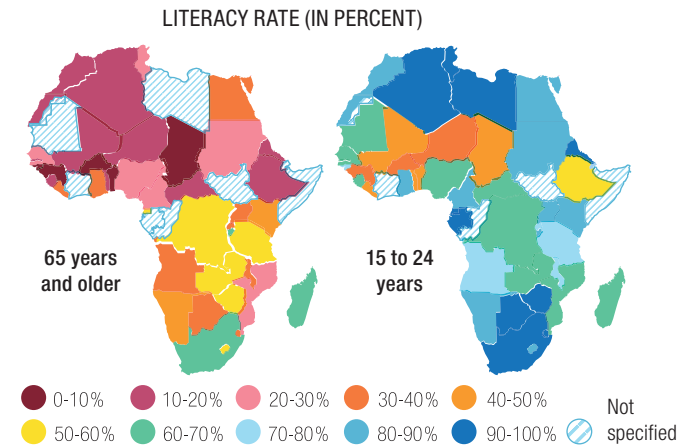 LITERACY RATE (IN PERCENT)
65 years
and older
15 to 24
years
0-10%
10-20%
20-30%
30-40%
40-50%
50-60%
60-70%
70-80%
80-90%
90-100%
Not
specified